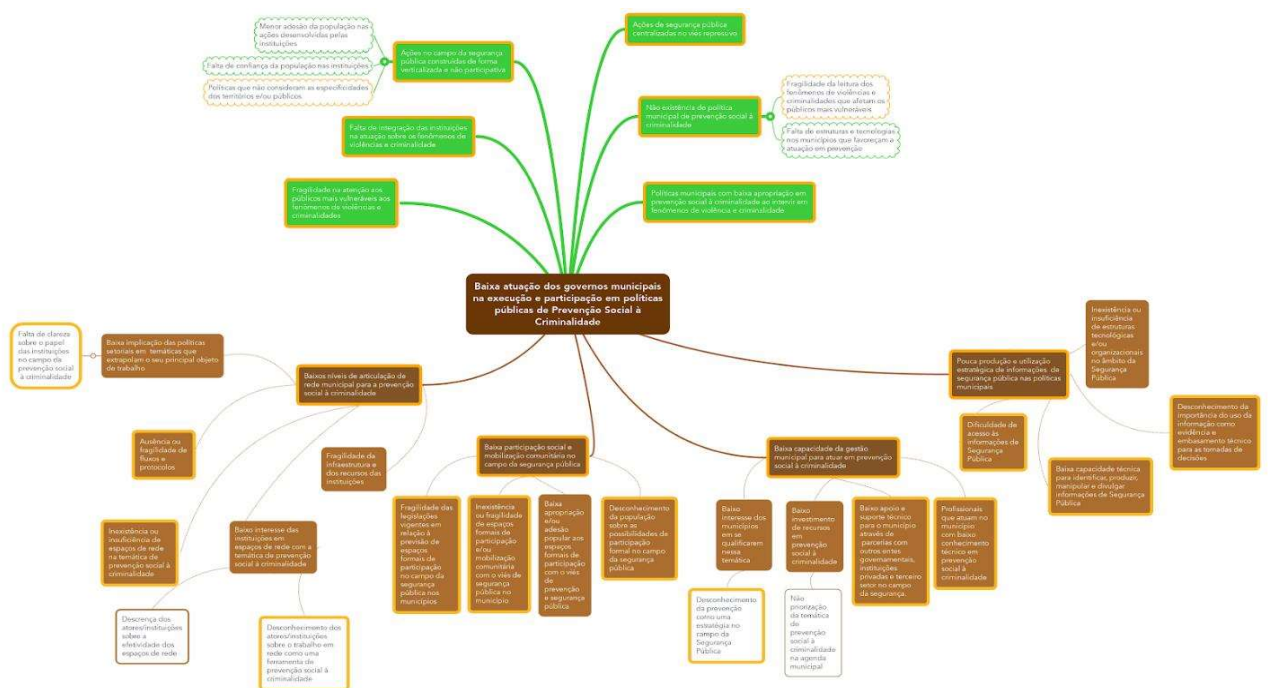 Menor adesão da população nas
ações desenvolvidas pelas
instituições
Falta de confiança da população nas instituições
Políticas que não consideram as especificidades
dos territórios e/ou públicos
Ações no campo da segurança
pública construídas de forma
verticalizada e não participativa
Falta de integração das instituições
na atuação sobre os fenômenos de
violências e criminalidade
Fragilidade na atenção aos
públicos mais vulneráveis aos
fenômenos de violências e
criminalidades
Ações de segurança pública
centralizadas no viés repressivo
Não existência de política
municipal de prevenção social à
criminalidade
Fragilidade da leitura dos
fenômenos de violências e
criminalidades que afetam os
públicos mais vulneráveis
Falta de estruturas e tecnologias
nos municípios que favoreçam a
atuação em prevenção
Políticas municipais com baixa apropriação em
prevenção social à criminalidade ao intervir em
fenômenos de violência e criminalidade
Baixa atuação dos governos municipais
na execução e participação em políticas
públicas de Prevenção Social à
Criminalidade
Falta de clareza
sobre o papel
das instituições
no campo da
prevenção social
à criminalidade
Baixa implicação das políticas
setoriais em temáticas que
extrapolam o seu principal objeto
de trabalho
Baixos níveis de articulação de
rede municipal para a prevenção
social à criminalidade
Ausência ou
fragilidade de
fluxos e
protocolos
Fragilidade da
infraestrutura e
dos recursos das
instituições
Inexistência ou
insuficiência de
espaços de rede
na temática de
prevenção social à
criminalidade
Baixo interesse das
instituições em
espaços de rede com a
temática de prevenção
social à criminalidade
Descrença dos
atores/instituições
sobre a
efetividade dos
espaços de rede
Desconhecimento dos
atores/instituições
sobre o trabalho em
rede como uma
ferramenta de
prevenção social à
criminalidade
Baixa participação social e
mobilização comunitária no
campo da segurança pública
Fragilidade das
legislações
vigentes em
relação à
previsão de
espaços
formais de
participação
no campo da
segurança
pública nos
municípios
Inexistência
ou fragilidade
de espaços
formais de
participação
e/ou
mobilização
comunitária
com o viés de
segurança
pública no
município
Baixa
apropriação
e/ou
adesão
popular aos
espaços
formais de
participação
com o viés
de
prevenção
e segurança
pública
Desconhecimento
da população
sobre as
possibilidades de
participação
formal no campo
da segurança
pública
Baixa capacidade da gestão
municipal para atuar em prevenção
social à criminalidade
Baixo
interesse dos
municípios
em se
qualificarem
nessa
temática
Desconhecimento
da prevenção
como uma
estratégia no
campo da
Segurança
Pública
Baixo
investimento
de recursos
em
prevenção
social à
criminalidade
Não
priorização
da temática
de
prevenção
social à
criminalidade
na agenda
municipal
Baixo apoio e
suporte técnico
para o município
através de
parcerias com
outros entes
governamentais,
instituições
privadas e terceiro
setor no campo
da segurança.
Profissionais
que atuam no
município
com baixo
conhecimento
técnico em
prevenção
social à
criminalidade
Pouca produção e utilização
estratégica de informações de
segurança pública nas políticas
municipais
Inexistência ou
insuficiência
de estruturas
tecnológicas
e/ou
organizacionais
no âmbito da
Segurança
Pública
Dificuldade de
acesso às
informações de
Segurança
Pública
Baixa capacidade técnica
para identificar, produzir,
manipular e divulgar
informações de Segurança
Pública
Desconhecimento da
importância do uso da
informação como
evidência e
embasamento técnico
para as tomadas de
decisões